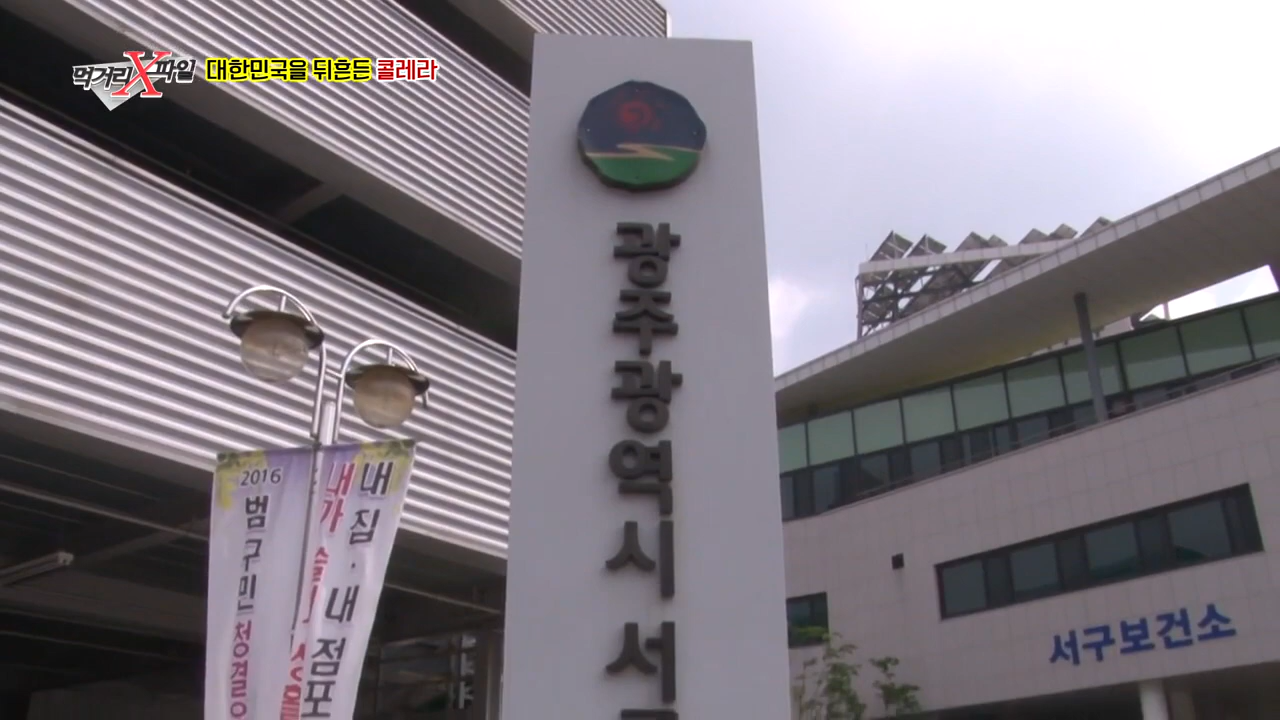 먹거리X파일 대한민국을 뒤흔든 콜레라
광주광역시 서
2016
범구민 청결
내가
내 집·내 점포
서구보건소